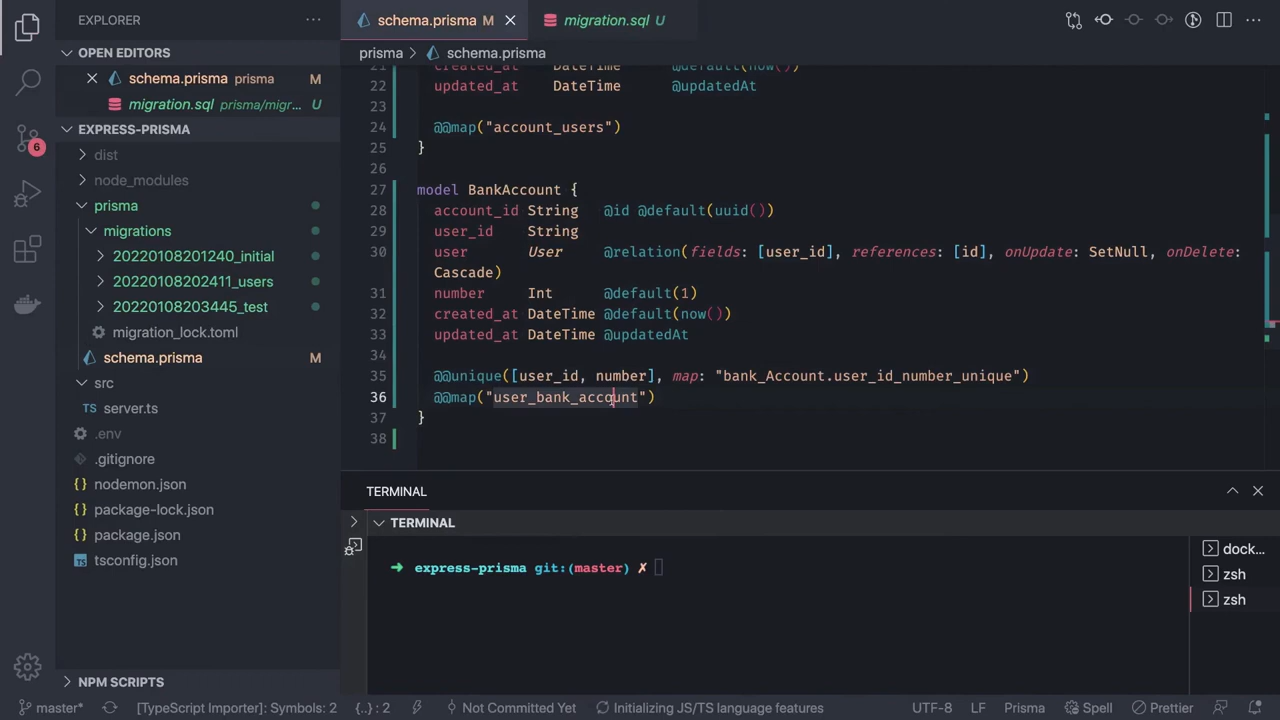 EXPLORER
schema.prisma M
migration.sql U
OPEN EDITORS
schema.prisma prisma M
migration.sql prisma/migr... U
EXPRESS-PRISMA
dist
node_modules
prisma
migrations
20220108201240_initial
20220108202411_users
20220108203445_test
migration_lock.toml
schema.prisma M
src
server.ts
.env
.gitignore
nodemon.json
package-lock.json
package.json
tsconfig.json
NPM SCRIPTS
6
prisma > schema.prisma
21 created_at DateTime @default(now())
22 updated_at DateTime @updatedAt
23
24 @@map("account_users")
25 }
26
27 model BankAccount {
28 account_id String @id @default(uuid())
29 user_id String
30 user User @relation(fields: [user_id], references: [id], onUpdate: SetNull, onDelete:
Cascade)
31 number Int @default(1)
32 created_at DateTime @default(now())
33 updated_at DateTime @updatedAt
34
35 @@unique([user_id, number], map: "bank_Account.user_id_number_unique")
36 @@map("user_bank_account")
37 }
38
TERMINAL
TERMINAL
➜ express-prisma git:(master) ✗
dock...
zsh
zsh
master* [TypeScript Importer]: Symbols: 2 {..}: 2 Not Committed Yet Initializing JS/TS language features UTF-8 LF Prisma Spell Prettier